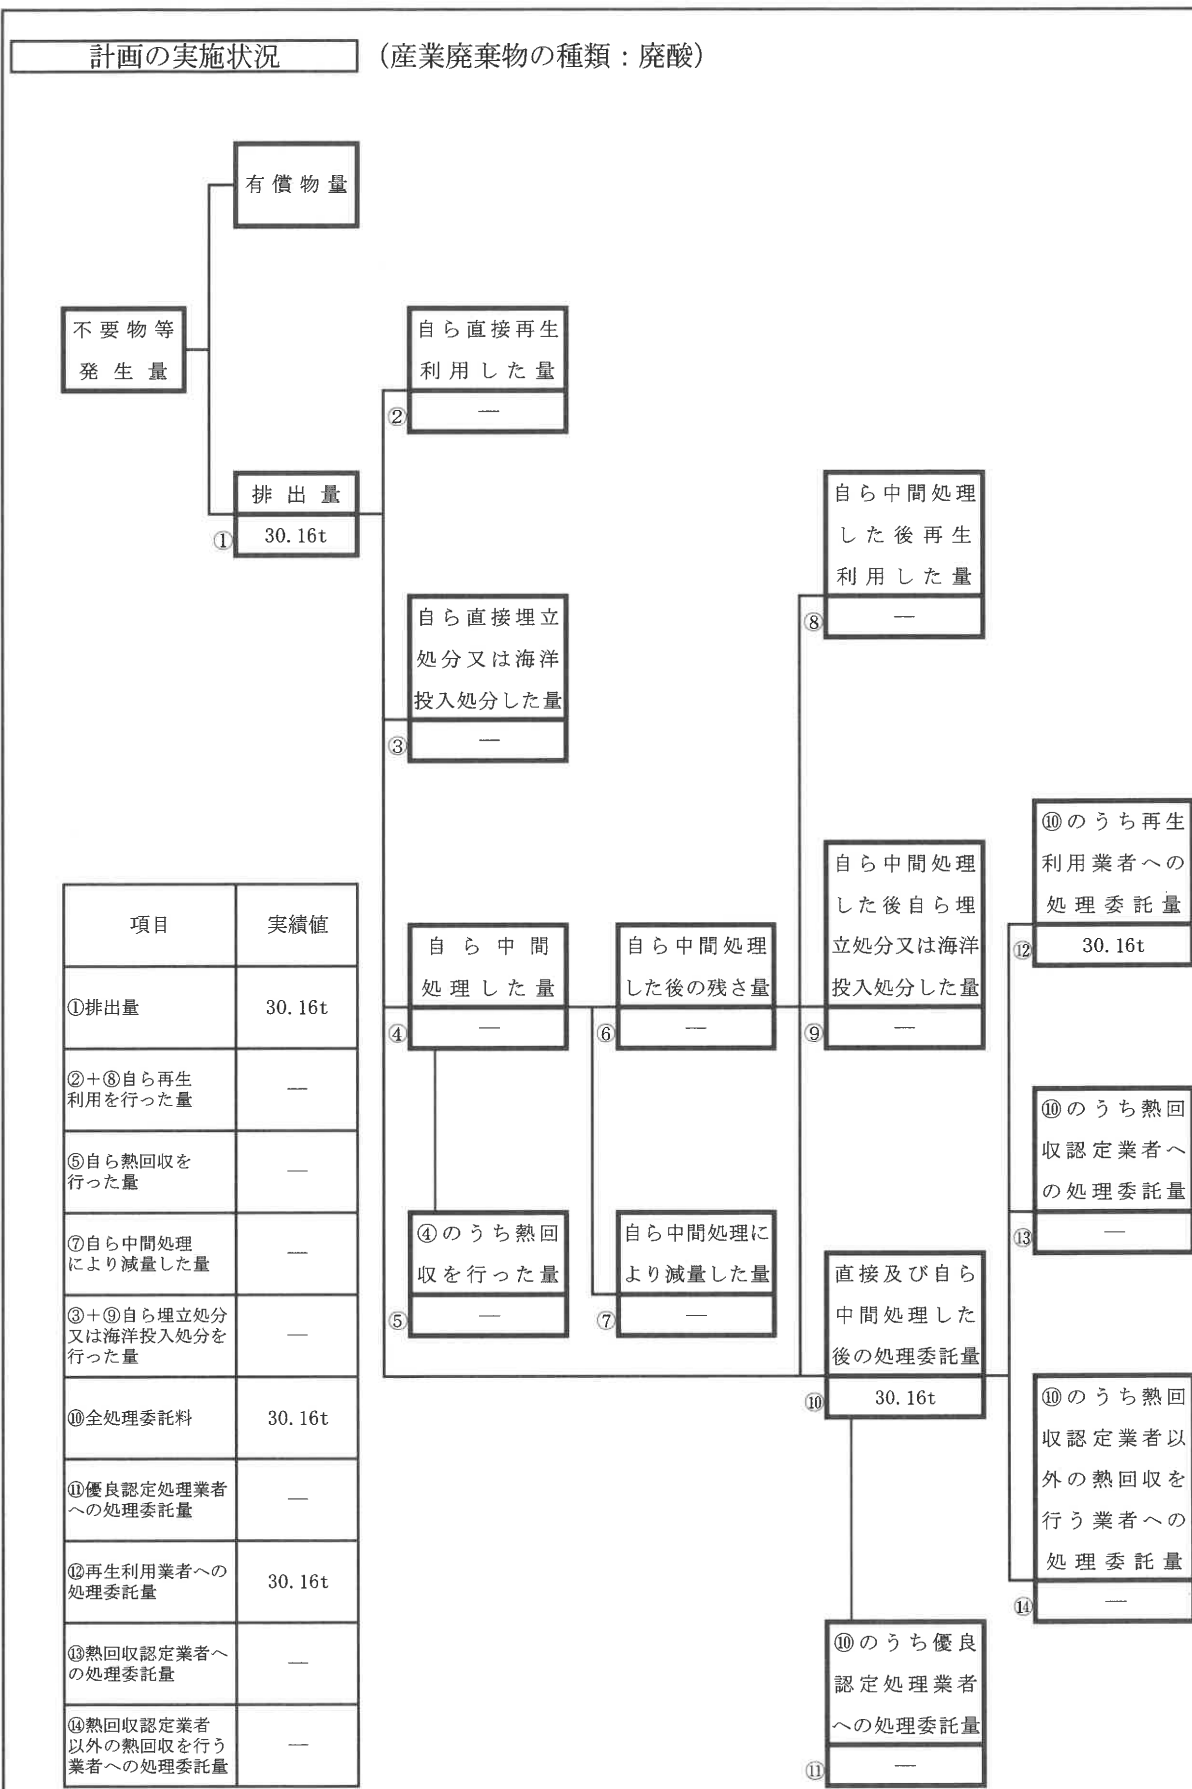 計画の実施状況 (産業廃棄物の種類：廃酸)
有償物量
不要物等
発生量
排出量
① 30.16t
自ら直接再生
利用した量
② ―
自ら直接埋立
処分又は海洋
投入処分した量
③ ―
自ら中間
処理した量
④ ―
④のうち熱回
収を行った量
⑤ ―
自ら中間処理
した後の残さ量
⑥ ―
自ら中間処理に
より減量した量
⑦ ―
自ら中間処理
した後再生
利用した量
⑧ ―
自ら中間処理
した後自ら埋
立処分又は海洋
投入処分した量
⑨ ―
直接及び自ら
中間処理した
後の処理委託量
⑩ 30.16t
⑩のうち優良
認定処理業者
への処理委託量
⑪ ―
⑩のうち再生
利用業者への
処理委託量
⑫ 30.16t
⑩のうち熱回
収認定業者へ
の処理委託量
⑬ ―
⑩のうち熱回
収認定業者以
外の熱回収を
行う業者への
処理委託量
⑭ ―
項目 実績値
①排出量 30.16t
②＋⑧自ら再生
利用を行った量 ―
⑤自ら熱回収を
行った量 ―
⑦自ら中間処理
により減量した量 ―
③＋⑨自ら埋立処分
又は海洋投入処分を
行った量 ―
⑩全処理委託料 30.16t
⑪優良認定処理業者
への処理委託量 ―
⑫再生利用業者への
処理委託量 30.16t
⑬熱回収認定業者へ
の処理委託量 ―
⑭熱回収認定業者
以外の熱回収を行う
業者への処理委託量 ―